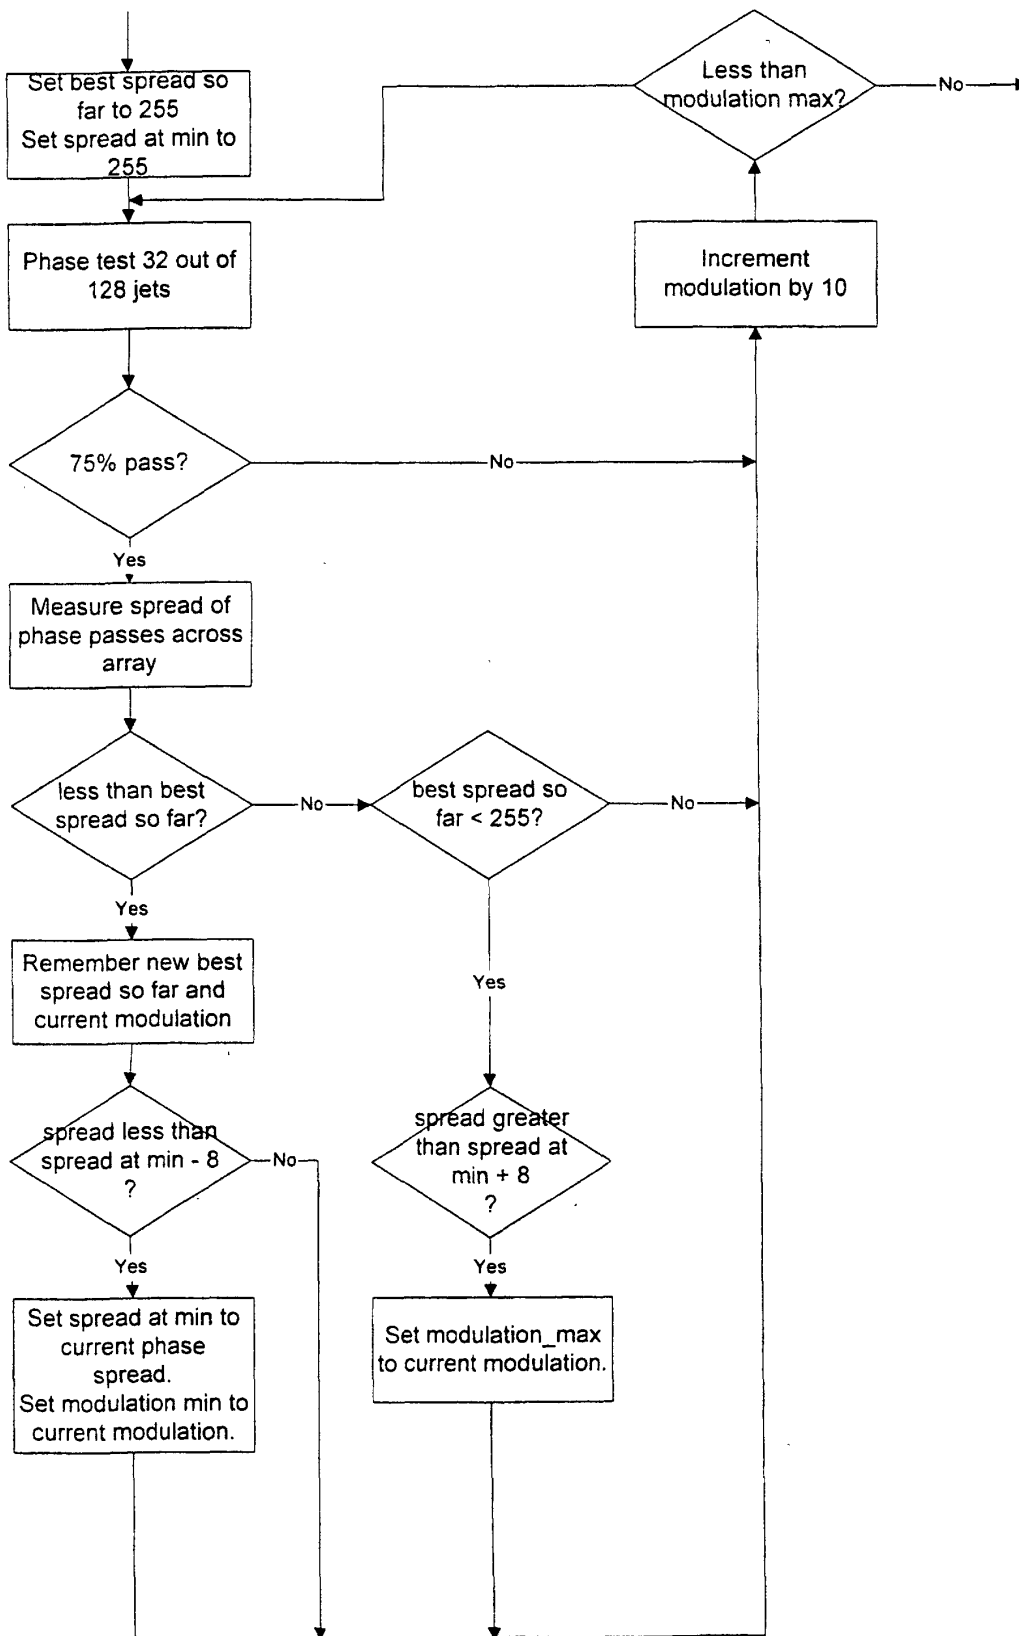 Set best spread so
far to 255
Set spread at min to
255
Less than
modulation max?
No
Phase test 32 out of
128 jets
Increment
modulation by 10
75% pass?
No
Yes
Measure spread of
phase passes across
array
less than best
spread so far?
No
best spread so
far < 255?
No
Yes
Remember new best
spread so far and
current modulation
Yes
spread less than
spread at min - 8
?
No
spread greater
than spread at
min + 8
?
Yes
Yes
Set spread at min to
current phase
spread.
Set modulation min to
current modulation.
Set modulation_max
to current modulation.